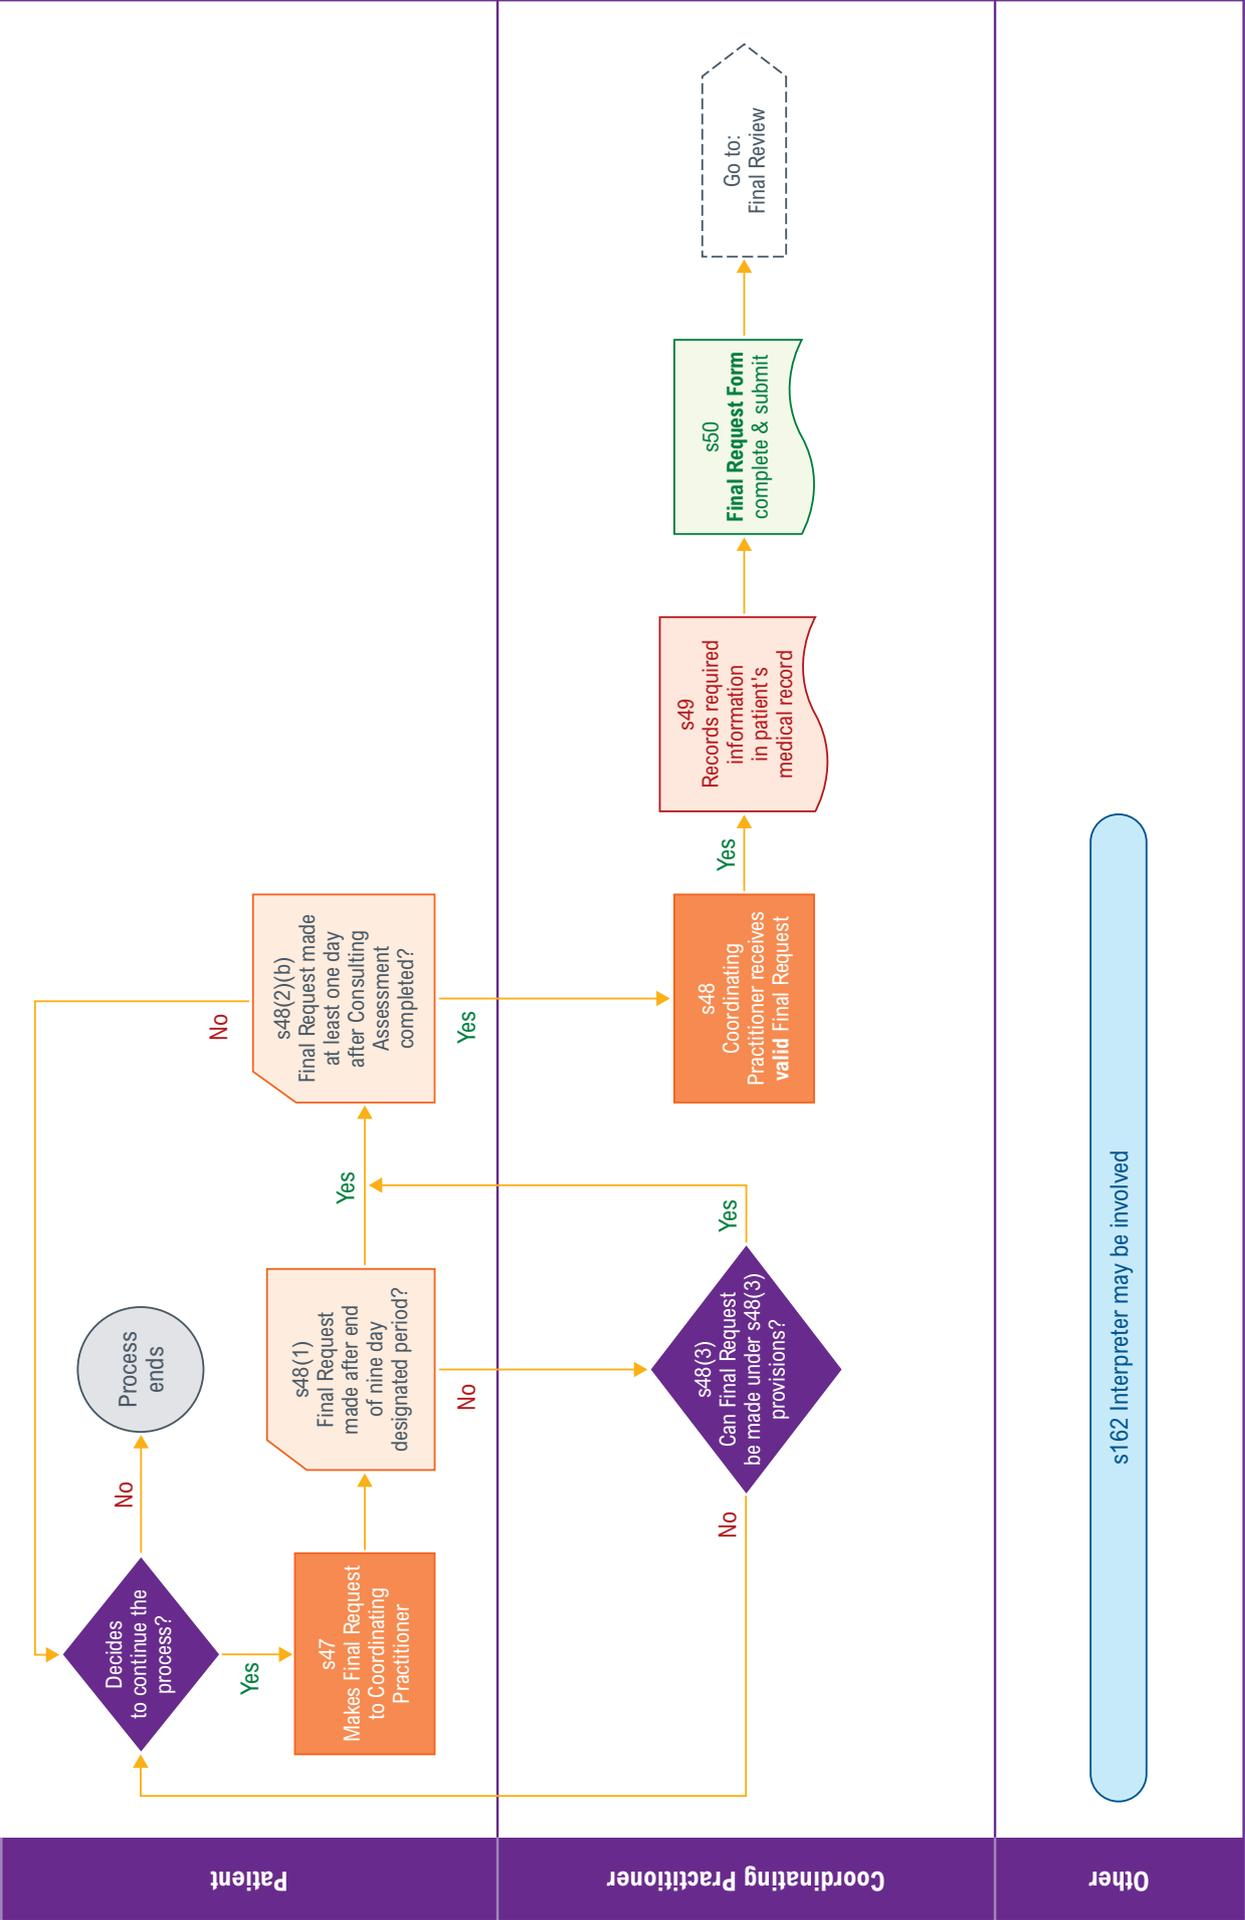 Patient
Decides
to continue the
process?
No
Process
ends
Yes
s47
Makes Final Request
to Coordinating
Practitioner
s48(1)
Final Request
made after end
of nine day
designated period?
Yes
No
s48(2)(b)
Final Request made
at least one day
after Consulting
Assessment
completed?
No
Yes
Coordinating Practitioner
s48(3)
Can Final Request
be made under s48(3)
provisions?
No
Yes
s48
Coordinating
Practitioner receives
valid Final Request
Yes
s49
Records required
information
in patient's
medical record
s50
Final Request Form
complete & submit
Go to:
Final Review
Other
s162 Interpreter may be involved